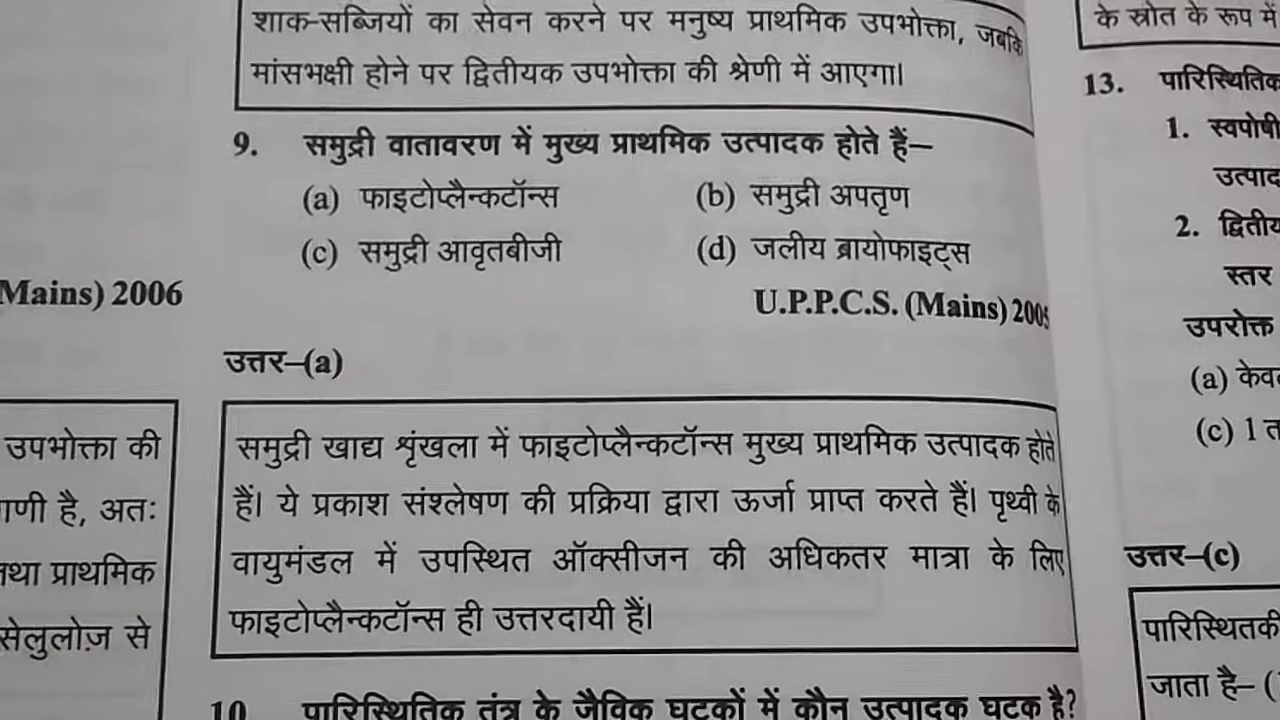 शाक-सब्जियों का सेवन करने पर मनुष्य प्राथमिक उपभोक्ता, जबकि
मांसभक्षी होने पर द्वितीयक उपभोक्ता की श्रेणी में आएगा।
9. समुद्री वातावरण में मुख्य प्राथमिक उत्पादक होते हैं–
(a) फाइटोप्लैन्कटॉन्स (b) समुद्री अपतृण
(c) समुद्री आवृतबीजी (d) जलीय ब्रायोफाइट्स
U.P.P.C.S. (Mains) 2005
उत्तर–(a)
समुद्री खाद्य श्रृंखला में फाइटोप्लैन्कटॉन्स मुख्य प्राथमिक उत्पादक होते
हैं। ये प्रकाश संश्लेषण की प्रक्रिया द्वारा ऊर्जा प्राप्त करते हैं। पृथ्वी के
वायुमंडल में उपस्थित ऑक्सीजन की अधिकतर मात्रा के लिए
फाइटोप्लैन्कटॉन्स ही उत्तरदायी हैं।
10. पारिस्थितिक तंत्र के जैविक घटकों में कौन उत्पादक घटक है?
Mains) 2006
उपभोक्ता की
है, अतः
तथा प्राथमिक
सेलुलोज़ से
के स्रोत के रूप में
13. पारिस्थितिक
1. स्वपोषी
उत्पाद
2. द्वितीय
स्तर
उपरोक्त
(a) केव
(c) 1 त
उत्तर–(c)
पारिस्थितकी
जाता है– (